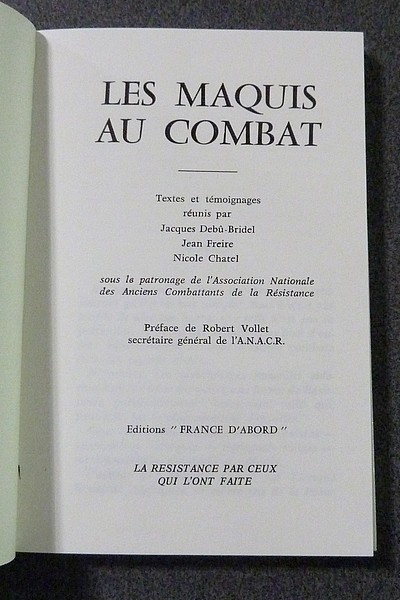 LES MAQUIS
AU COMBAT
Textes et témoignages
réunis par
Jacques Debû-Bridel
Jean Freire
Nicole Chatel
sous le patronage de l'Association Nationale
des Anciens Combattants de la Résistance
Préface de Robert Vollet
secrétaire général de l'A.N.A.C.R.
Editions " FRANCE D'ABORD "
LA RESISTANCE PAR CEUX
QUI L'ONT FAITE